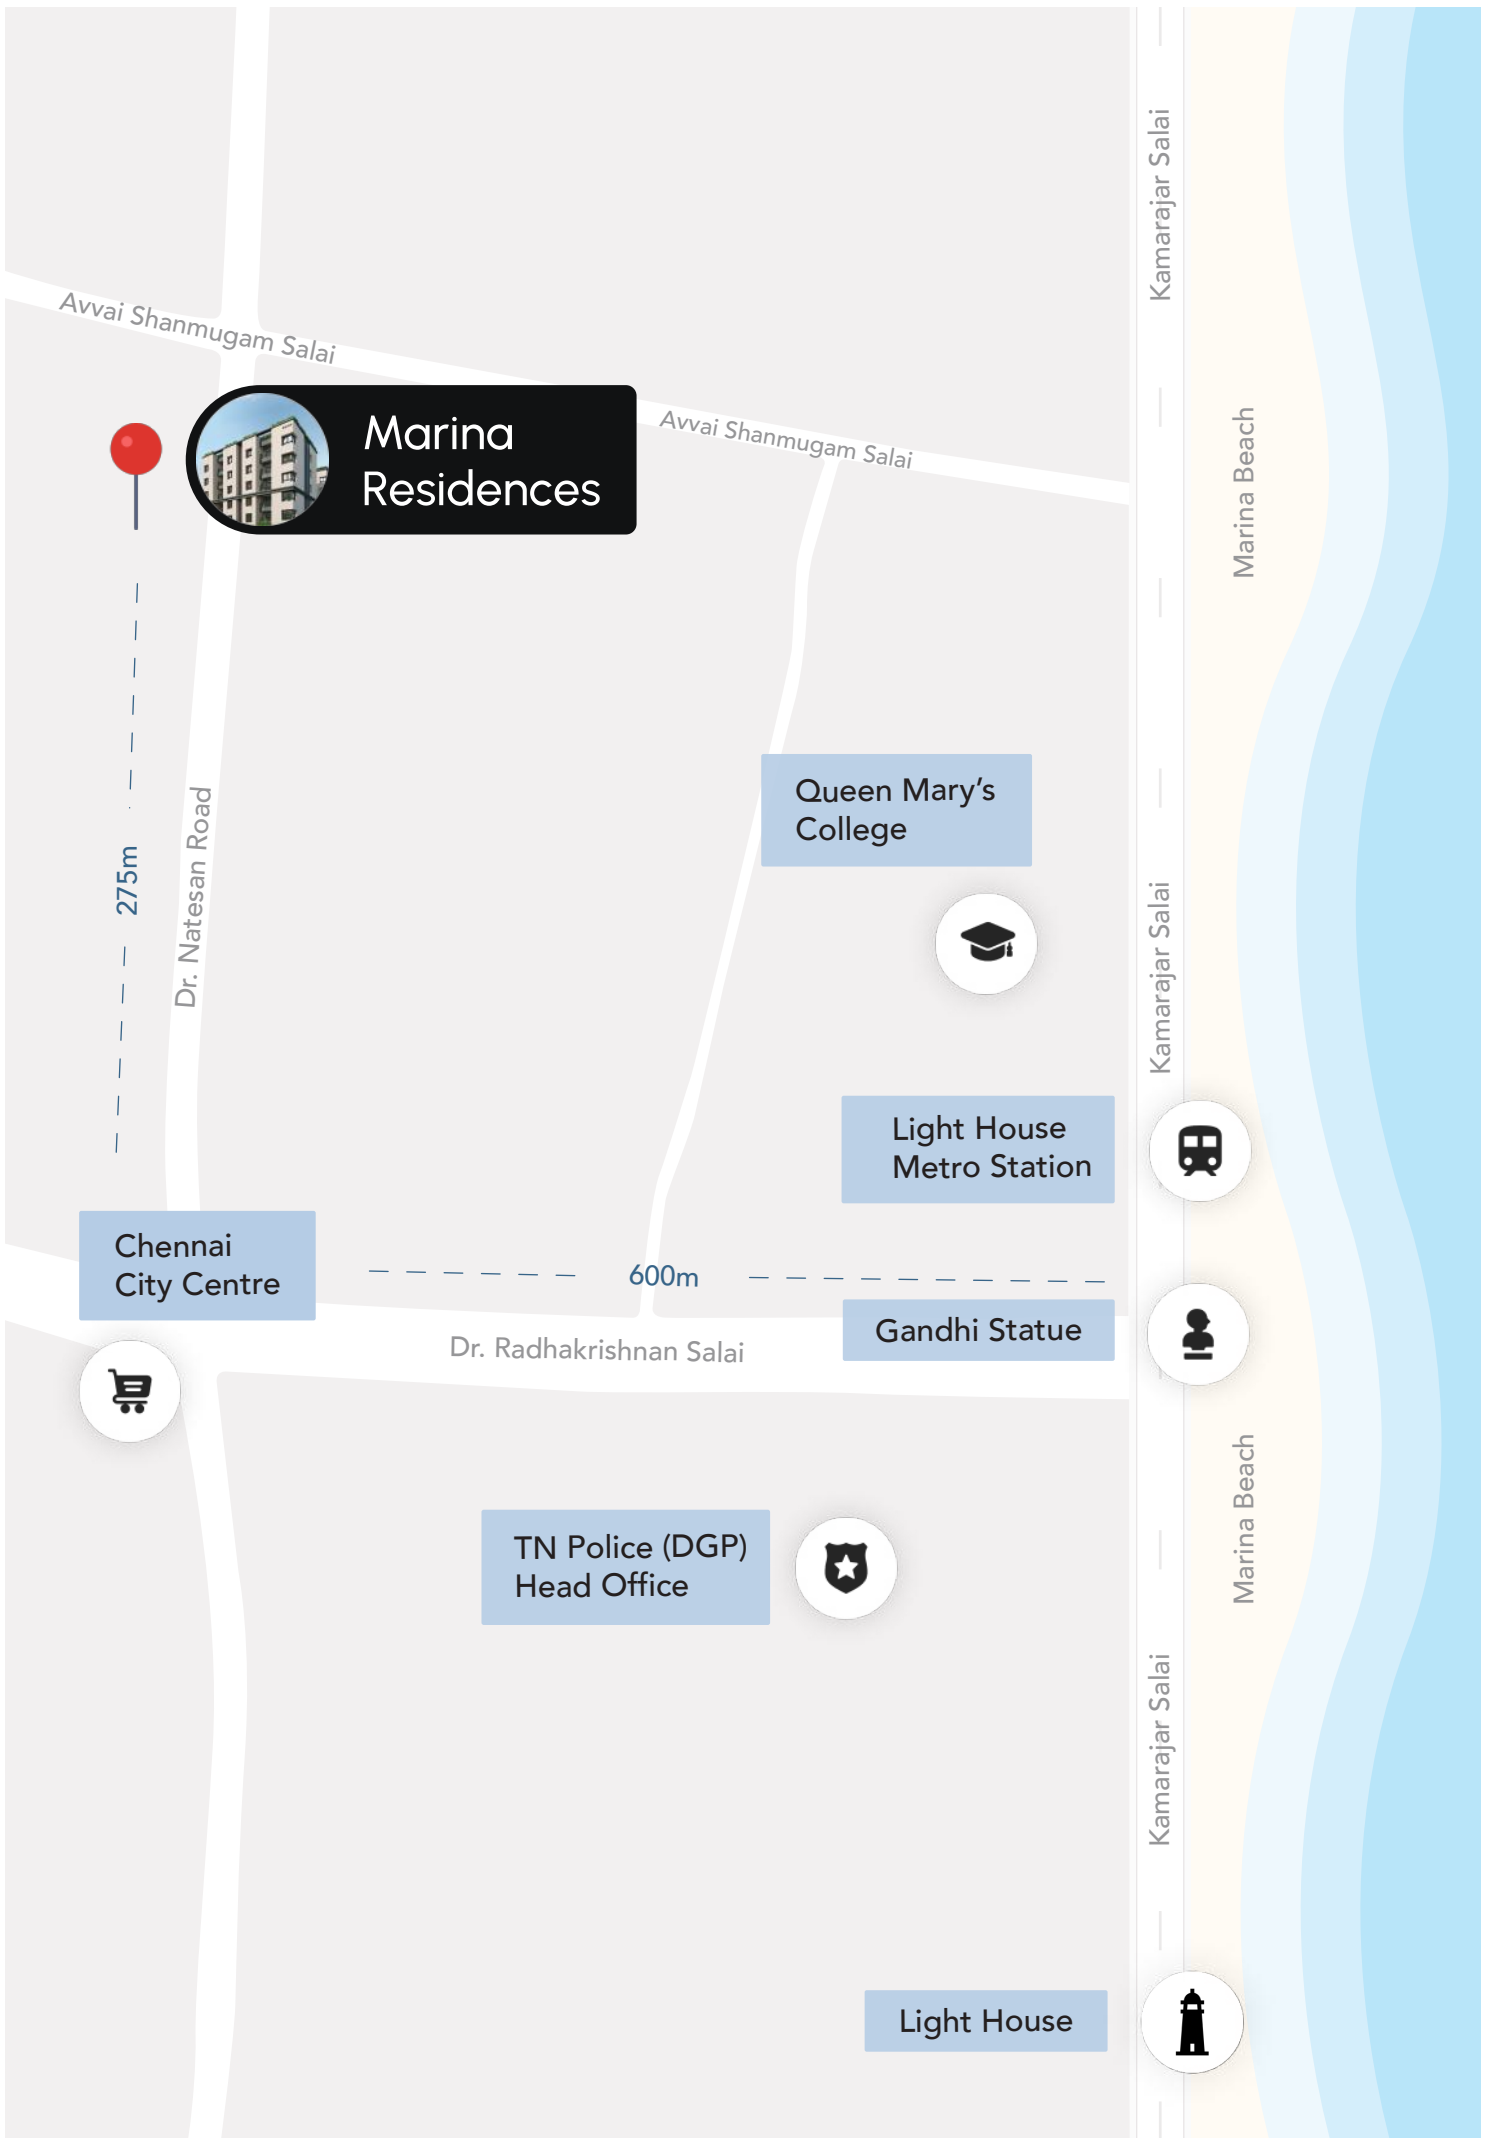 Kamarajar Salai
Avvai Shanmugam Salai
Marina
Residences
Avvai Shanmugam Salai
Marina Beach
Queen Mary's
College
275m
Dr. Natesan Road
Kamarajar Salai
Light House
Metro Station
Chennai
City Centre
600m
Gandhi Statue
Dr. Radhakrishnan Salai
Marina Beach
TN Police (DGP)
Head Office
Kamarajar Salai
Light House